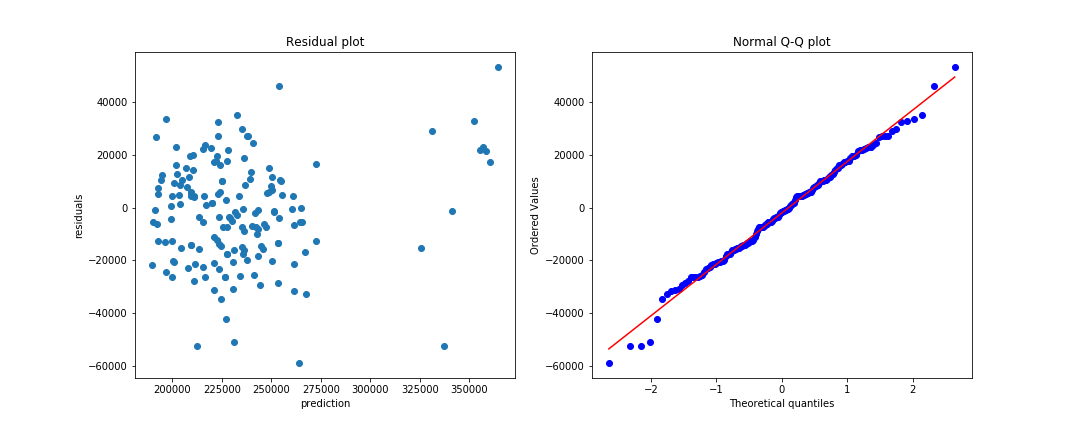 Residual plot
residuals
40000
20000
0
−20000
−40000
−60000
200000 225000 250000 275000 300000 325000 350000
prediction
Normal Q-Q plot
Ordered Values
40000
20000
0
−20000
−40000
−60000
−2 −1 0 1 2
Theoretical quantiles